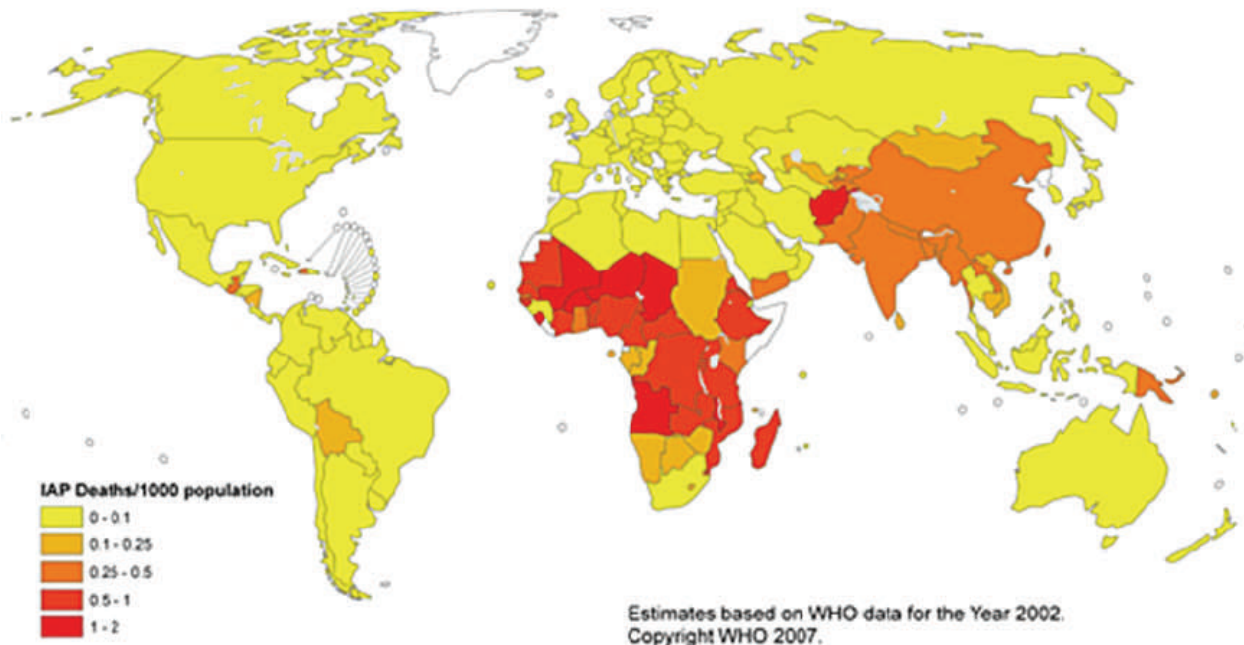 IAP Deaths/1000 population
0 - 0.1
0.1 - 0.25
0.25 - 0.5
0.5 - 1
1 - 2
Estimates based on WHO data for the Year 2002.
Copyright WHO 2007.